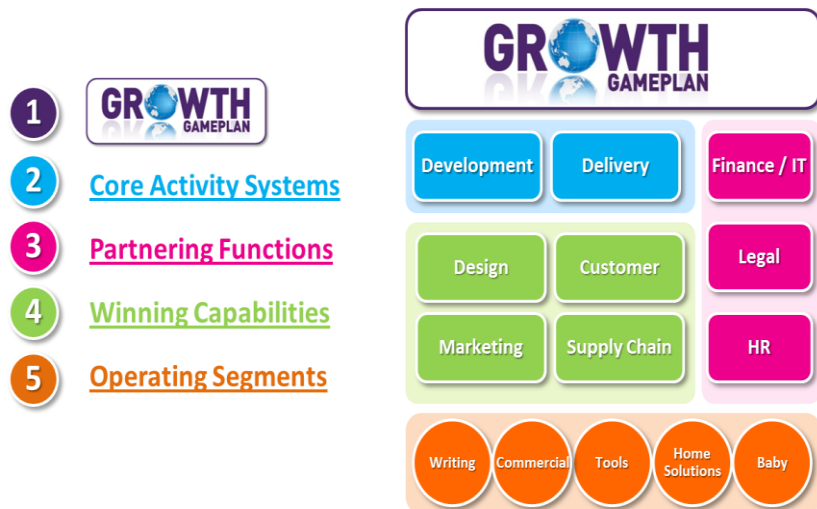 1
GROWTH
GAMEPLAN
2
Core Activity Systems
3
Partnering Functions
4
Winning Capabilities
5
Operating Segments
GROWTH
GAMEPLAN
Development
Delivery
Finance / IT
Design
Customer
Legal
Marketing
Supply Chain
HR
Writing
Commercial
Tools
Home
Solutions
Baby